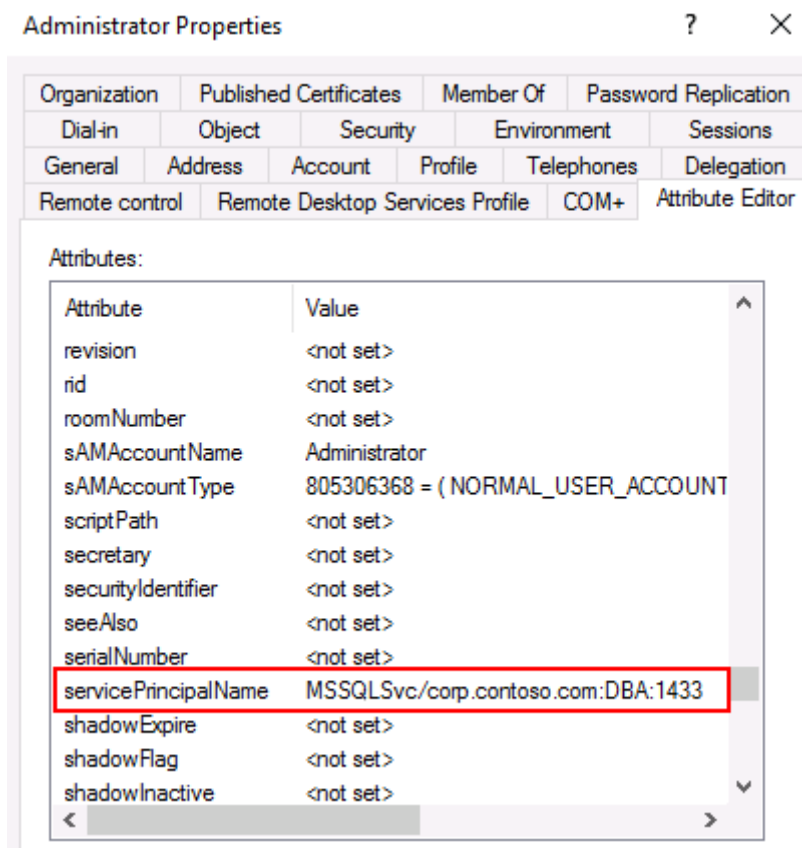 Administrator Properties ?
Organization Published Certificates Member Of Password Replication
Dial-in Object Security Environment Sessions
General Address Account Profile Telephones Delegation
Remote control Remote Desktop Services Profile COM+ Attribute Editor
Attributes:
Attribute Value
revision <not set>
rid <not set>
roomNumber <not set>
sAMAccountName Administrator
sAMAccountType 805306368 = ( NORMAL_USER_ACCOUNT
scriptPath <not set>
secretary <not set>
securityIdentifier <not set>
seeAlso <not set>
serialNumber <not set>
servicePrincipalName MSSQLSvc/corp.contoso.com:DBA:1433
shadowExpire <not set>
shadowFlag <not set>
shadowInactive <not set>